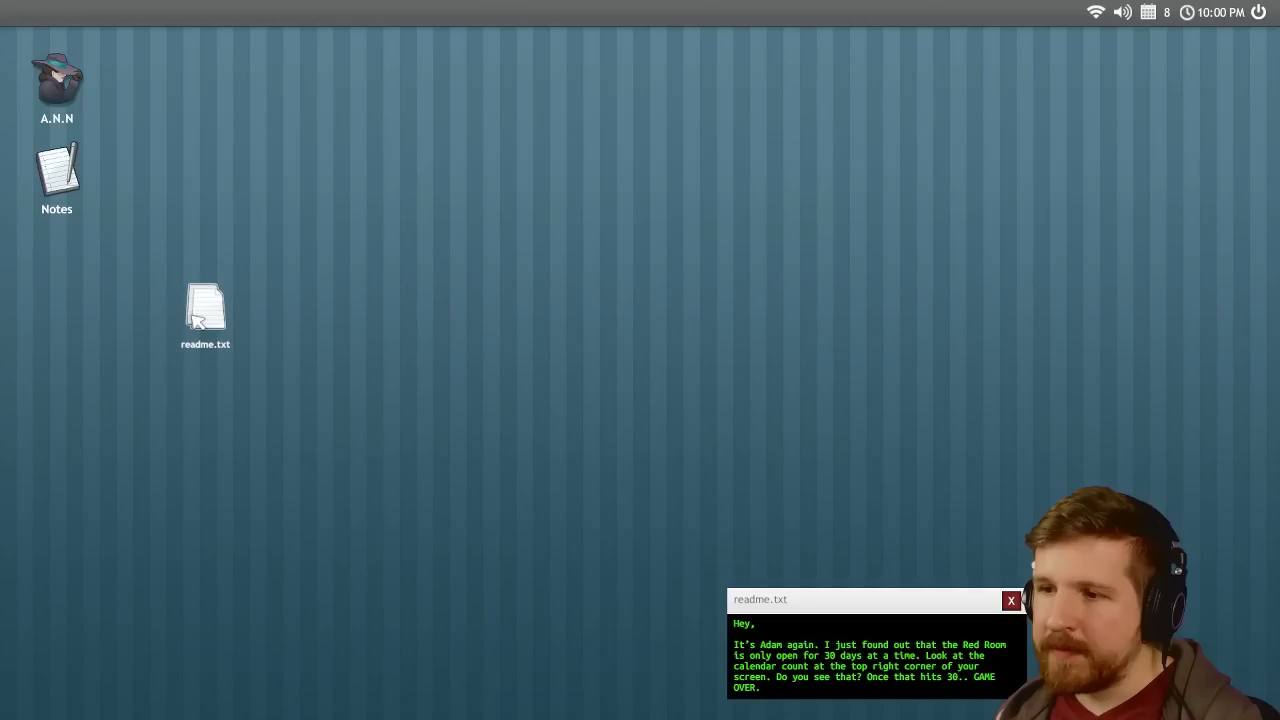 8 10:00 PM
A.N.N
Notes
readme.txt
readme.txt X
Hey,
It's Adam again. I just found out that the Red Room
is only open for 30 days at a time. Look at the
calendar count at the top right corner of your
screen. Do you see that? Once that hits 30.. GAME
OVER.